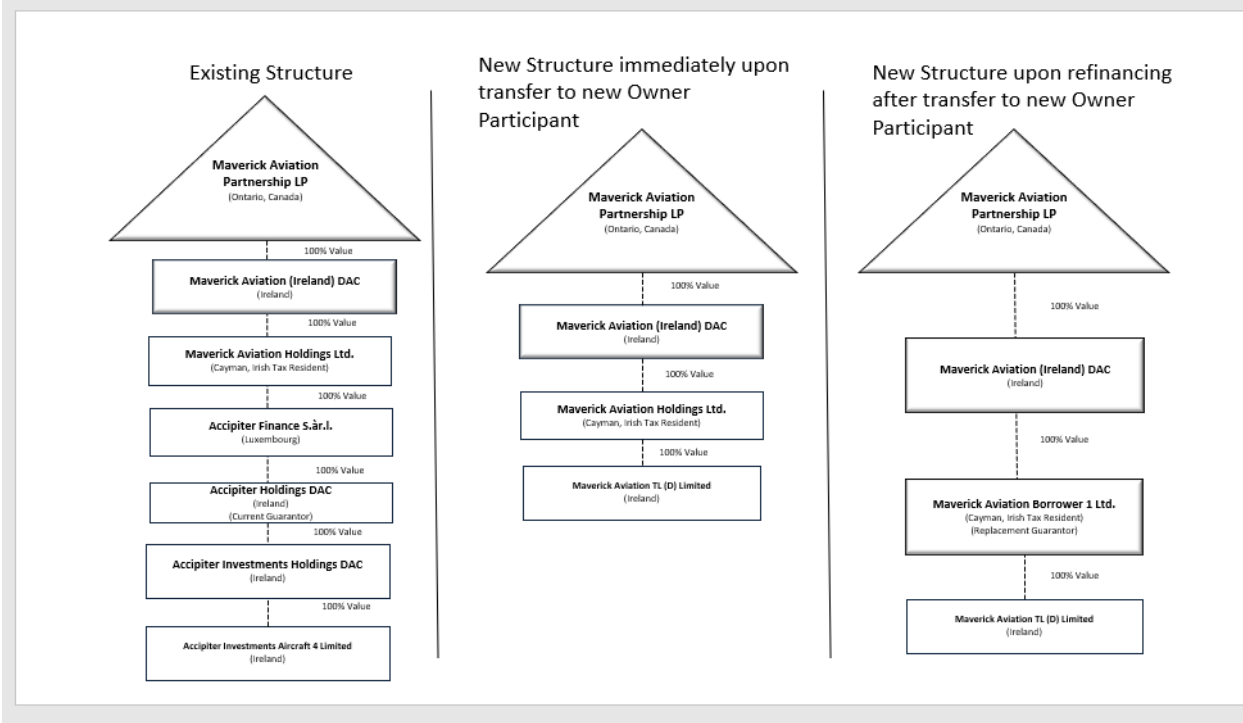 Existing Structure
Maverick Aviation
Partnership LP
(Ontario, Canada)
100% Value
Maverick Aviation (Ireland) DAC
(Ireland)
100% Value
Maverick Aviation Holdings Ltd.
(Cayman, Irish Tax Resident)
100% Value
Accipiter Finance S.àr.l.
(Luxembourg)
100% Value
Accipiter Holdings DAC
(Ireland)
(Current Guarantor)
100% Value
Accipiter Investments Holdings DAC
(Ireland)
100% Value
Accipiter Investments Aircraft 4 Limited
(Ireland)
New Structure immediately upon
transfer to new Owner
Participant
Maverick Aviation
Partnership LP
(Ontario, Canada)
100% Value
Maverick Aviation (Ireland) DAC
(Ireland)
100% Value
Maverick Aviation Holdings Ltd.
(Cayman, Irish Tax Resident)
100% Value
Maverick Aviation TL (D) Limited
(Ireland)
New Structure upon refinancing
after transfer to new Owner
Participant
Maverick Aviation
Partnership LP
(Ontario, Canada)
100% Value
Maverick Aviation (Ireland) DAC
(Ireland)
100% Value
Maverick Aviation Borrower 1 Ltd.
(Cayman, Irish Tax Resident)
(Replacement Guarantor)
100% Value
Maverick Aviation TL (D) Limited
(Ireland)